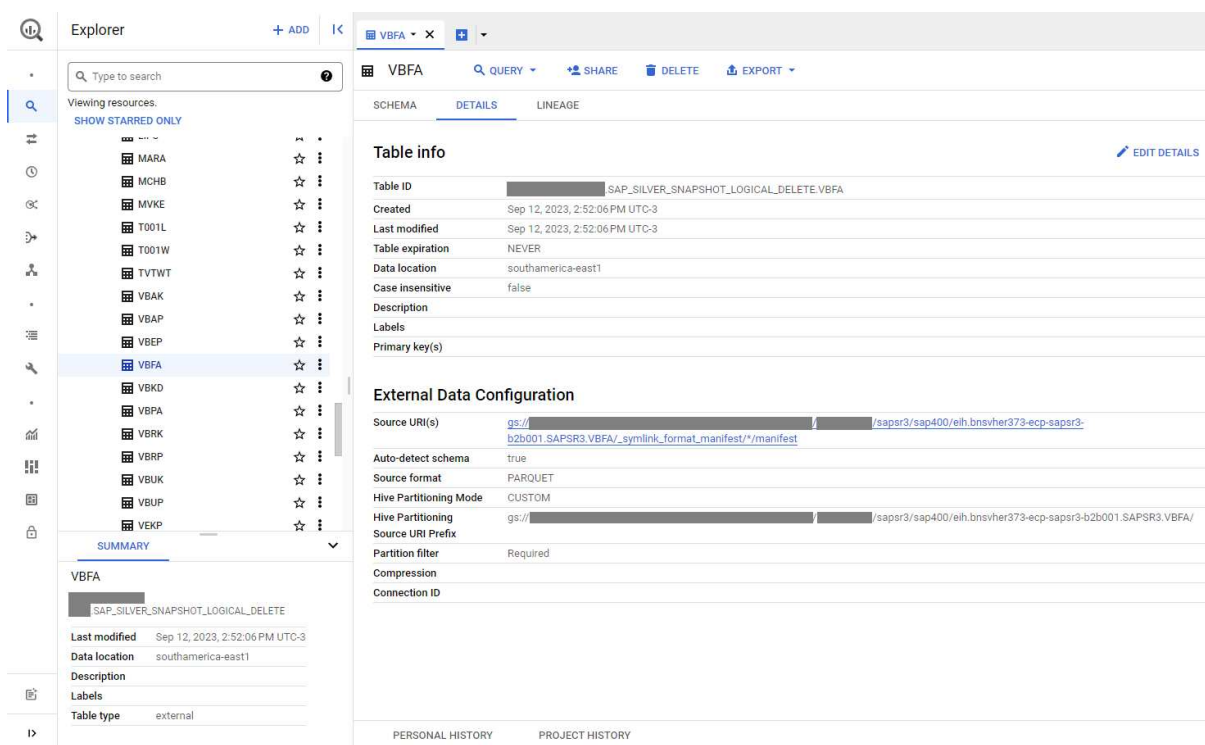 Explorer
+ ADD
Type to search
Viewing resources.
SHOW STARRED ONLY
MARA
MCHB
MVKE
T001L
T001W
TVTWT
VBAK
VBAP
VBEP
VBFA
VBKD
VBPA
VBRK
VBRP
VBUK
VBUP
VEKP
SUMMARY
VBFA
.SAP_SILVER_SNAPSHOT_LOGICAL_DELETE
Last modified Sep 12, 2023, 2:52:06 PM UTC-3
Data location southamerica-east1
Description
Labels
Table type external
VBFA
VBFA QUERY SHARE DELETE EXPORT
SCHEMA DETAILS LINEAGE
Table info EDIT DETAILS
Table ID .SAP_SILVER_SNAPSHOT_LOGICAL_DELETE.VBFA
Created Sep 12, 2023, 2:52:06 PM UTC-3
Last modified Sep 12, 2023, 2:52:06 PM UTC-3
Table expiration NEVER
Data location southamerica-east1
Case insensitive false
Description
Labels
Primary key(s)
External Data Configuration
Source URI(s) gs:// / /sapsr3/sap400/eih.bnsvher373-ecp-sapsr3-
b2b001.SAPSR3.VBFA/_symlink_format_manifest/*/manifest
Auto-detect schema true
Source format PARQUET
Hive Partitioning Mode CUSTOM
Hive Partitioning gs:// / /sapsr3/sap400/eih.bnsvher373-ecp-sapsr3-b2b001.SAPSR3.VBFA/
Source URI Prefix
Partition filter Required
Compression
Connection ID
PERSONAL HISTORY PROJECT HISTORY